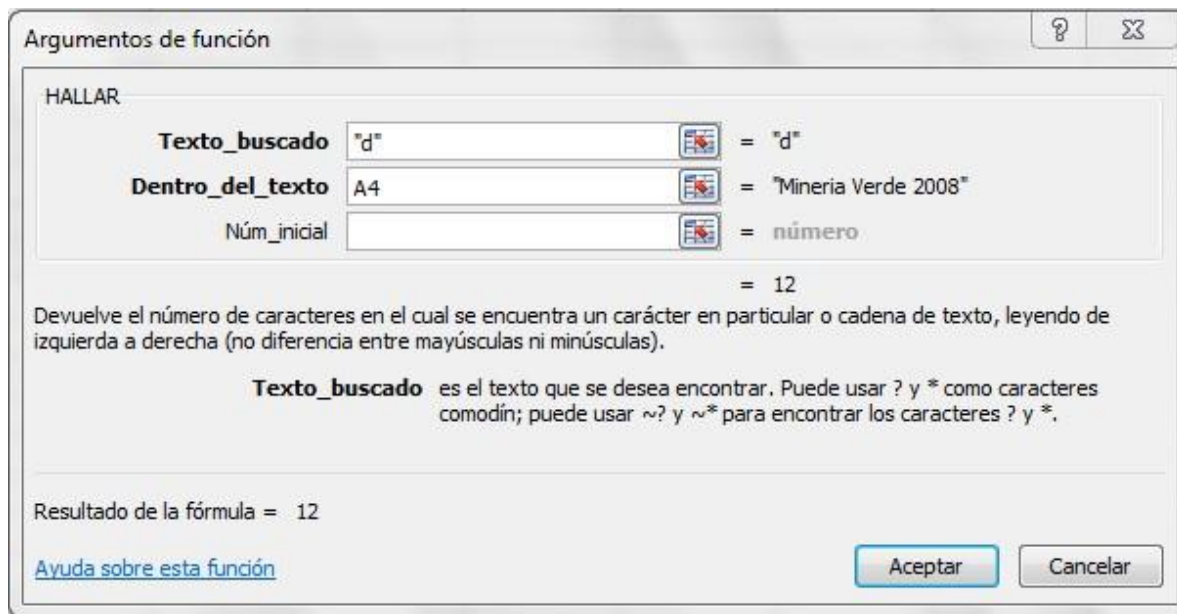 Argumentos de función
HALLAR
Texto_buscado "d" = "d"
Dentro_del_texto A4 = "Mineria Verde 2008"
Núm_inicial = número
= 12
Devuelve el número de caracteres en el cual se encuentra un carácter en particular o cadena de texto, leyendo de
izquierda a derecha (no diferencia entre mayúsculas ni minúsculas).
Texto_buscado es el texto que se desea encontrar. Puede usar ? y * como caracteres
comodín; puede usar ~? y ~* para encontrar los caracteres ? y *.
Resultado de la fórmula = 12
Ayuda sobre esta función Aceptar Cancelar